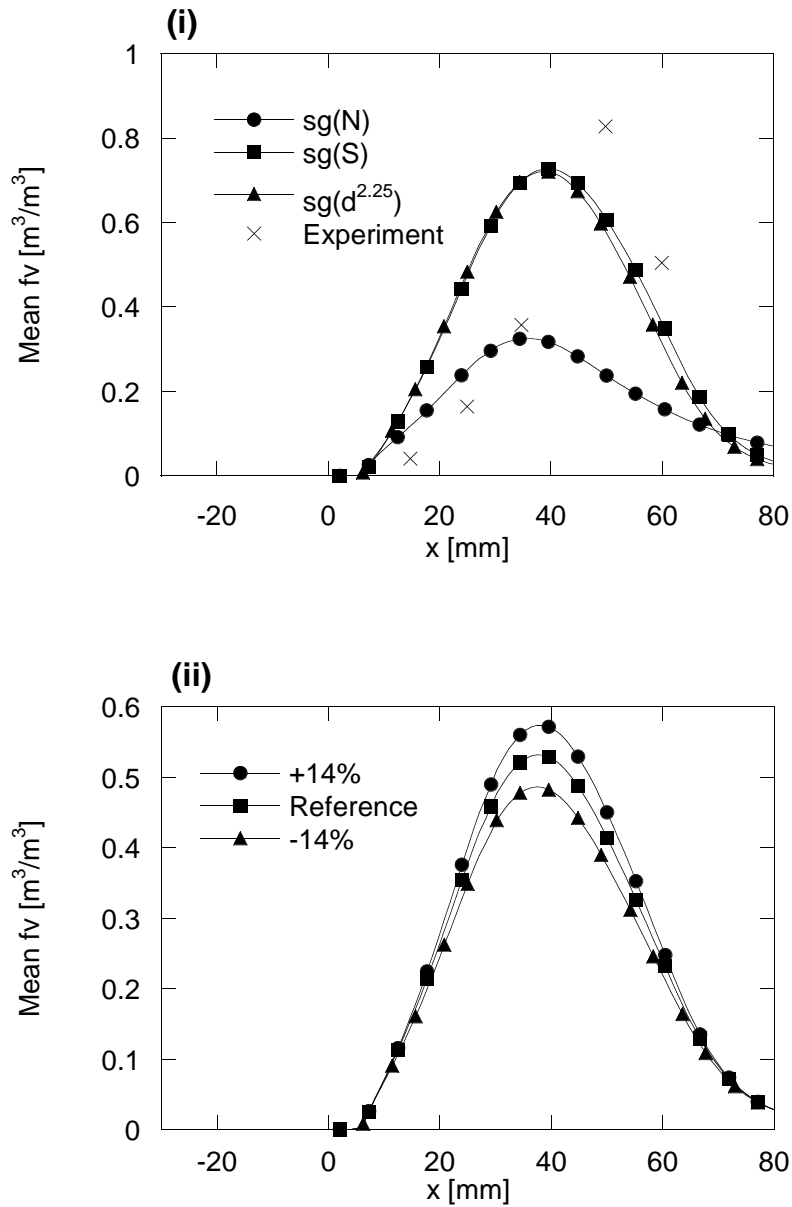 (i)
1
0.8
0.6
0.4
0.2
0
Mean fv [m³/m³]
sg(N)
sg(S)
sg(d²·²⁵)
Experiment
-20 0 20 40 60 80
x [mm]
(ii)
0.6
0.5
0.4
0.3
0.2
0.1
0
Mean fv [m³/m³]
+14%
Reference
-14%
-20 0 20 40 60 80
x [mm]